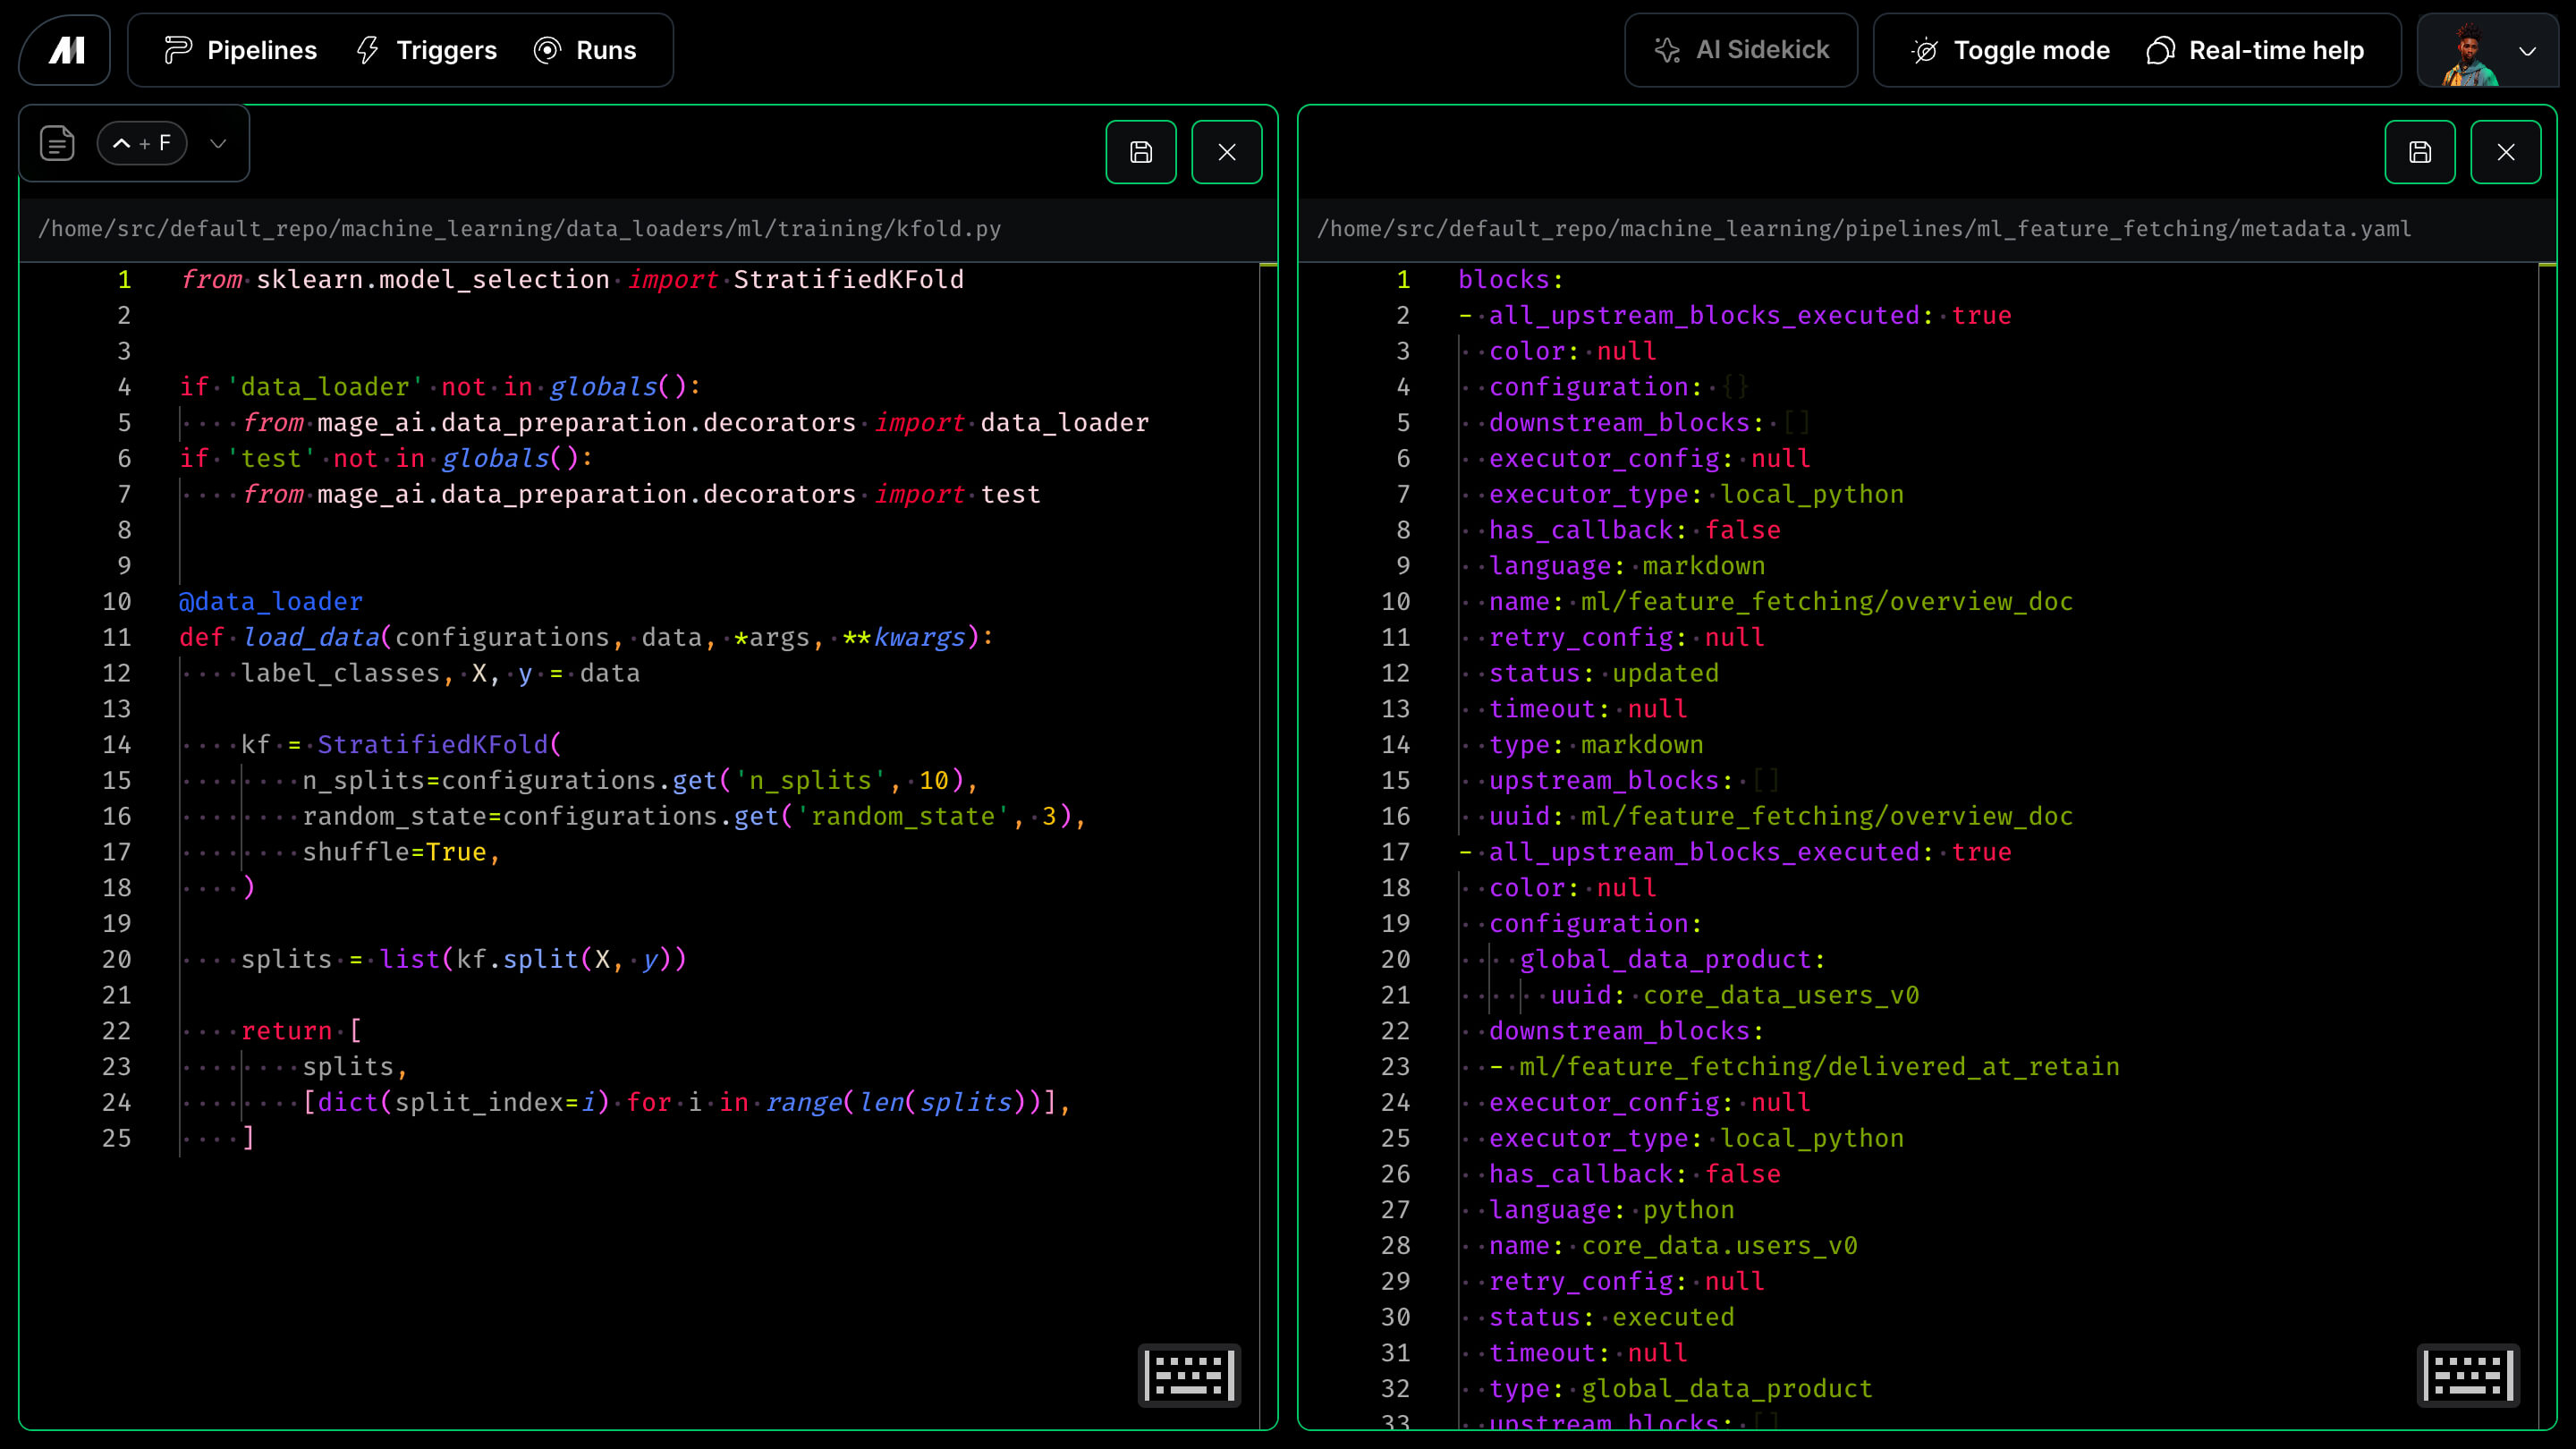 Pipelines Triggers Runs AI Sidekick Toggle mode Real-time help
+ F
/home/src/default_repo/machine_learning/data_loaders/ml/training/kfold.py
1 from sklearn.model_selection import StratifiedKFold
2
3
4 if 'data_loader' not in globals():
5     from mage_ai.data_preparation.decorators import data_loader
6 if 'test' not in globals():
7     from mage_ai.data_preparation.decorators import test
8
9
10 @data_loader
11 def load_data(configurations, data, *args, **kwargs):
12     label_classes, X, y = data
13
14     kf = StratifiedKFold(
15         n_splits=configurations.get('n_splits', 10),
16         random_state=configurations.get('random_state', 3),
17         shuffle=True,
18     )
19
20     splits = list(kf.split(X, y))
21
22     return [
23         splits,
24         [dict(split_index=i) for i in range(len(splits))],
25     ]
/home/src/default_repo/machine_learning/pipelines/ml_feature_fetching/metadata.yaml
1 blocks:
2 - all_upstream_blocks_executed: true
3   color: null
4   configuration: {}
5   downstream_blocks: []
6   executor_config: null
7   executor_type: local_python
8   has_callback: false
9   language: markdown
10   name: ml/feature_fetching/overview_doc
11   retry_config: null
12   status: updated
13   timeout: null
14   type: markdown
15   upstream_blocks: []
16   uuid: ml/feature_fetching/overview_doc
17 - all_upstream_blocks_executed: true
18   color: null
19   configuration:
20     global_data_product:
21       uuid: core_data_users_v0
22   downstream_blocks:
23   - ml/feature_fetching/delivered_at_retain
24   executor_config: null
25   executor_type: local_python
26   has_callback: false
27   language: python
28   name: core_data.users_v0
29   retry_config: null
30   status: executed
31   timeout: null
32   type: global_data_product
33   upstream_blocks: []